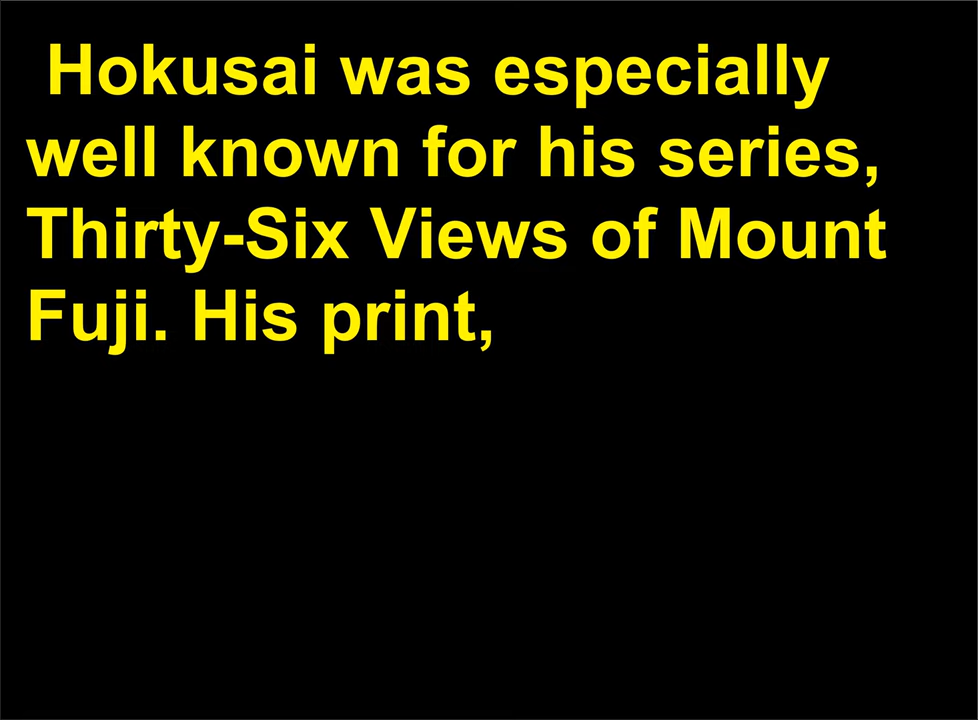 Hokusai was especially
well known for his series,
Thirty-Six Views of Mount
Fuji. His print,